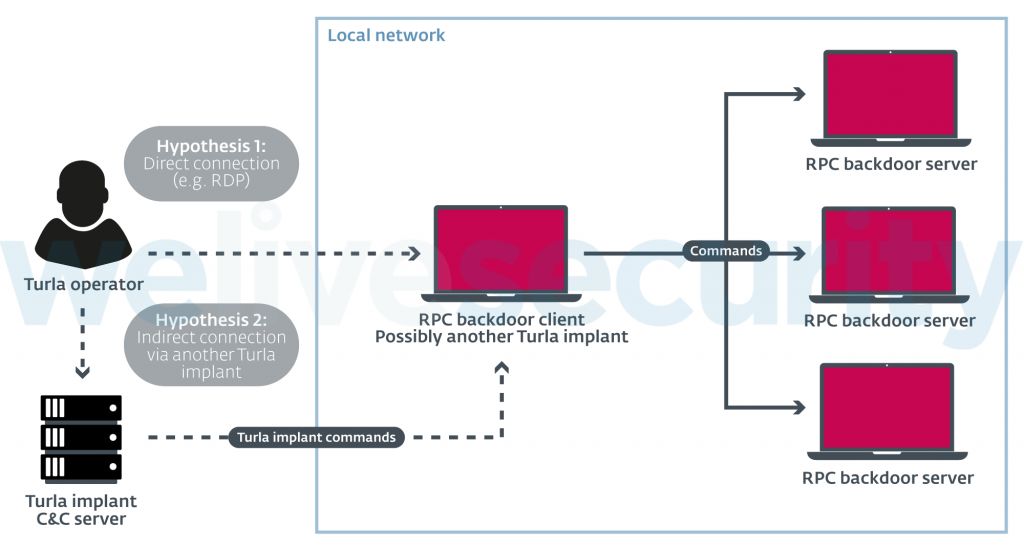 Local network
Hypothesis 1:
Direct connection
(e.g. RDP)
RPC backdoor server
Turla operator
Commands
Hypothesis 2:
Indirect connection
via another Turla
implant
RPC backdoor client
Possibly another Turla implant
RPC backdoor server
Turla implant commands
RPC backdoor server
Turla implant
C&C server
welivesecurity